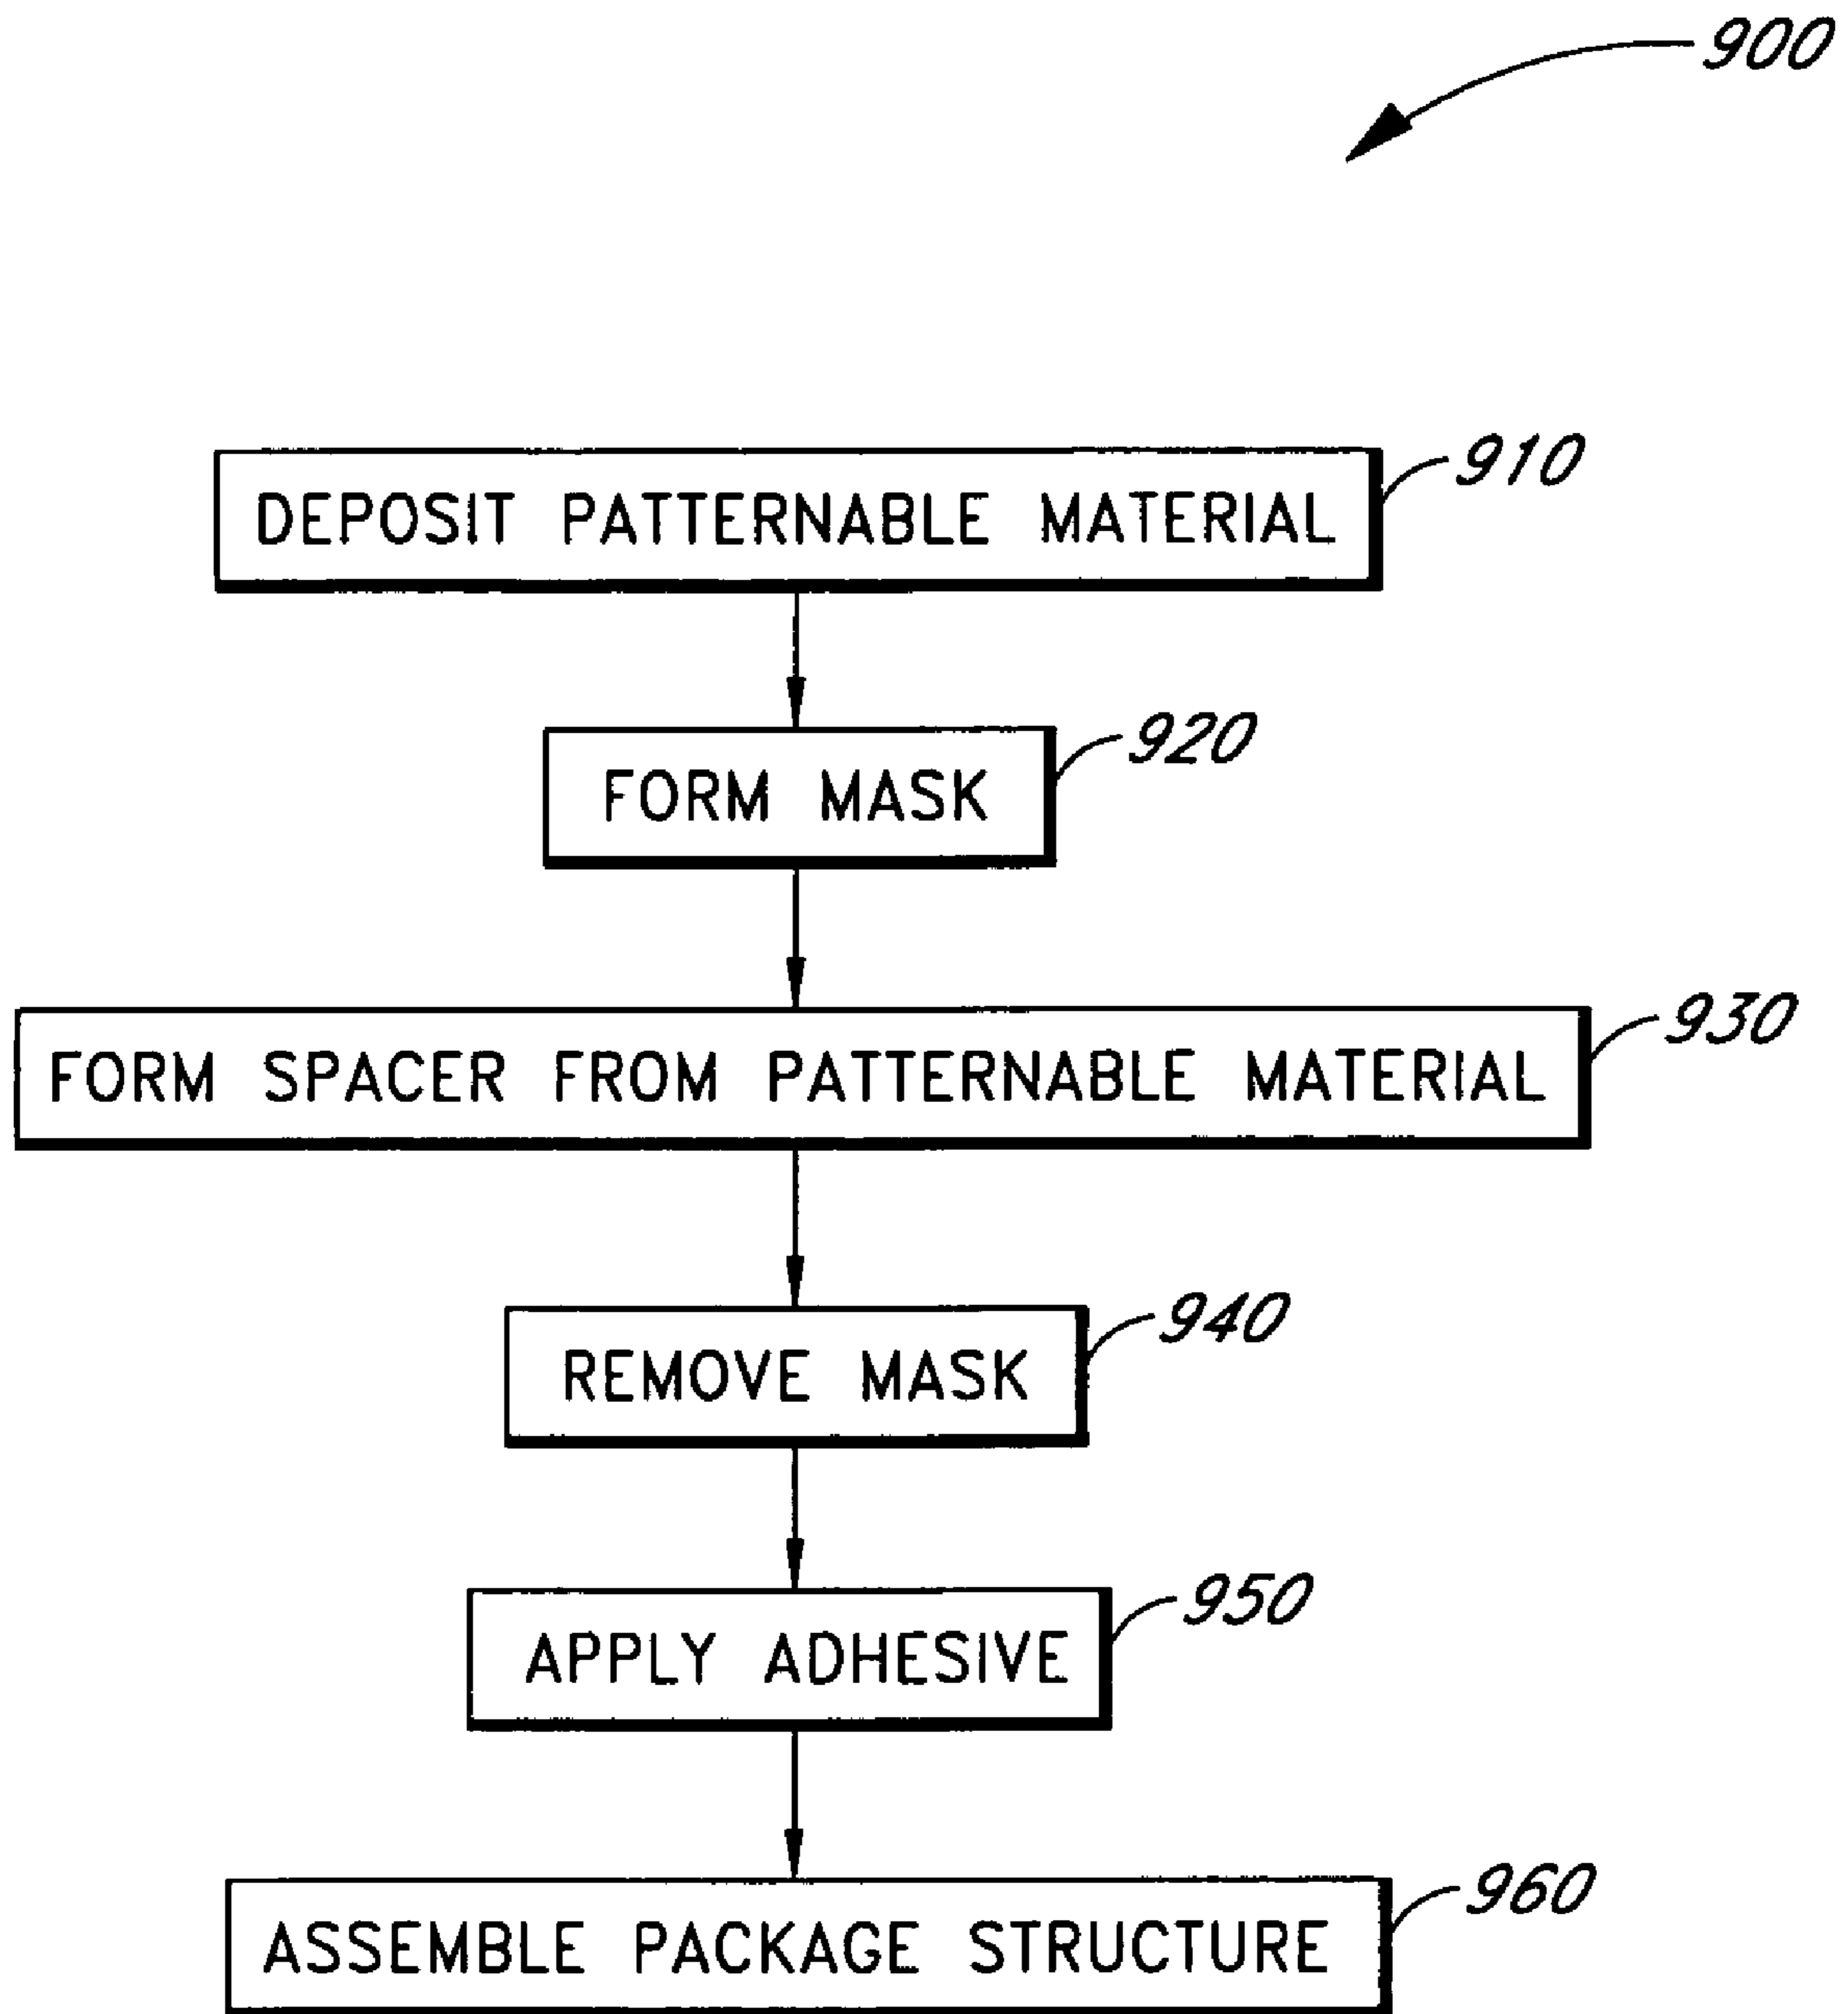 900
DEPOSIT PATTERNABLE MATERIAL
910
FORM MASK
920
FORM SPACER FROM PATTERNABLE MATERIAL
930
REMOVE MASK
940
APPLY ADHESIVE
950
ASSEMBLE PACKAGE STRUCTURE
960